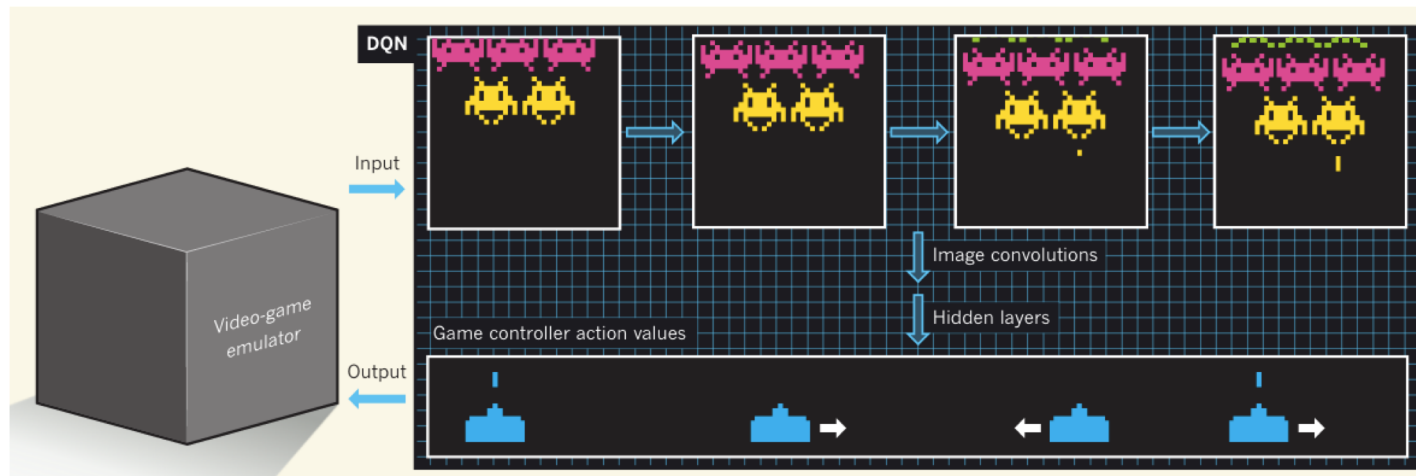 DQN
Input
Image convolutions
Hidden layers
Video-game
emulator
Game controller action values
Output